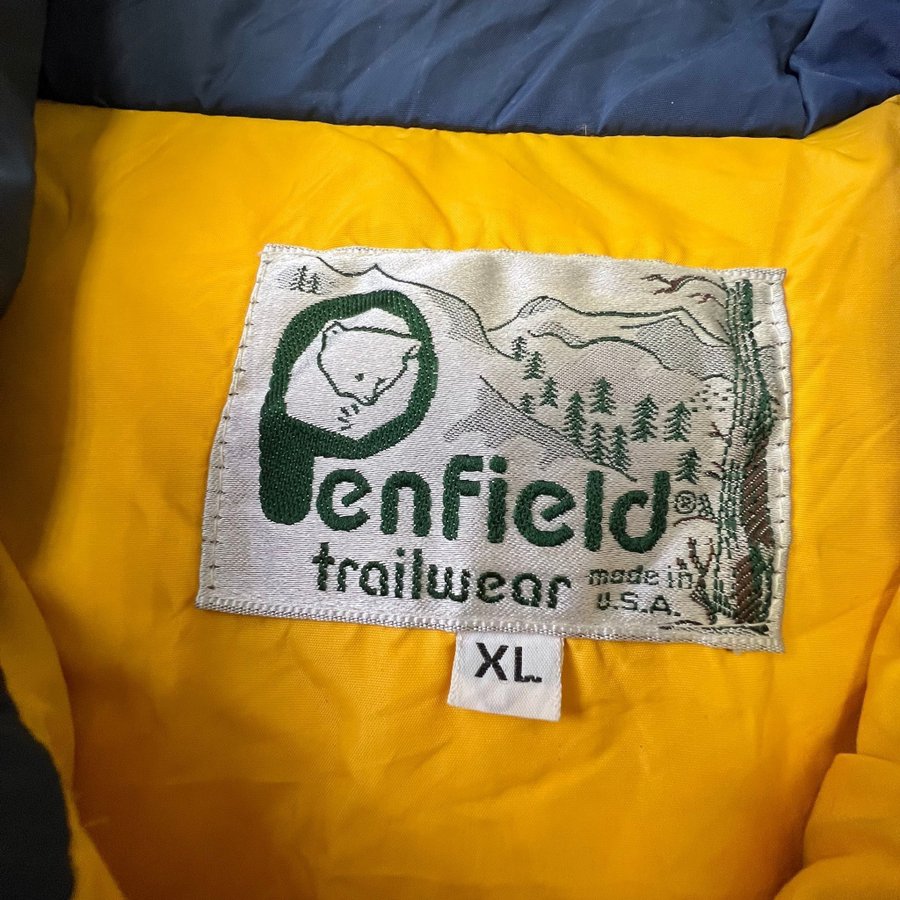 Penfield®
trailwear
made in
U.S.A.
XL